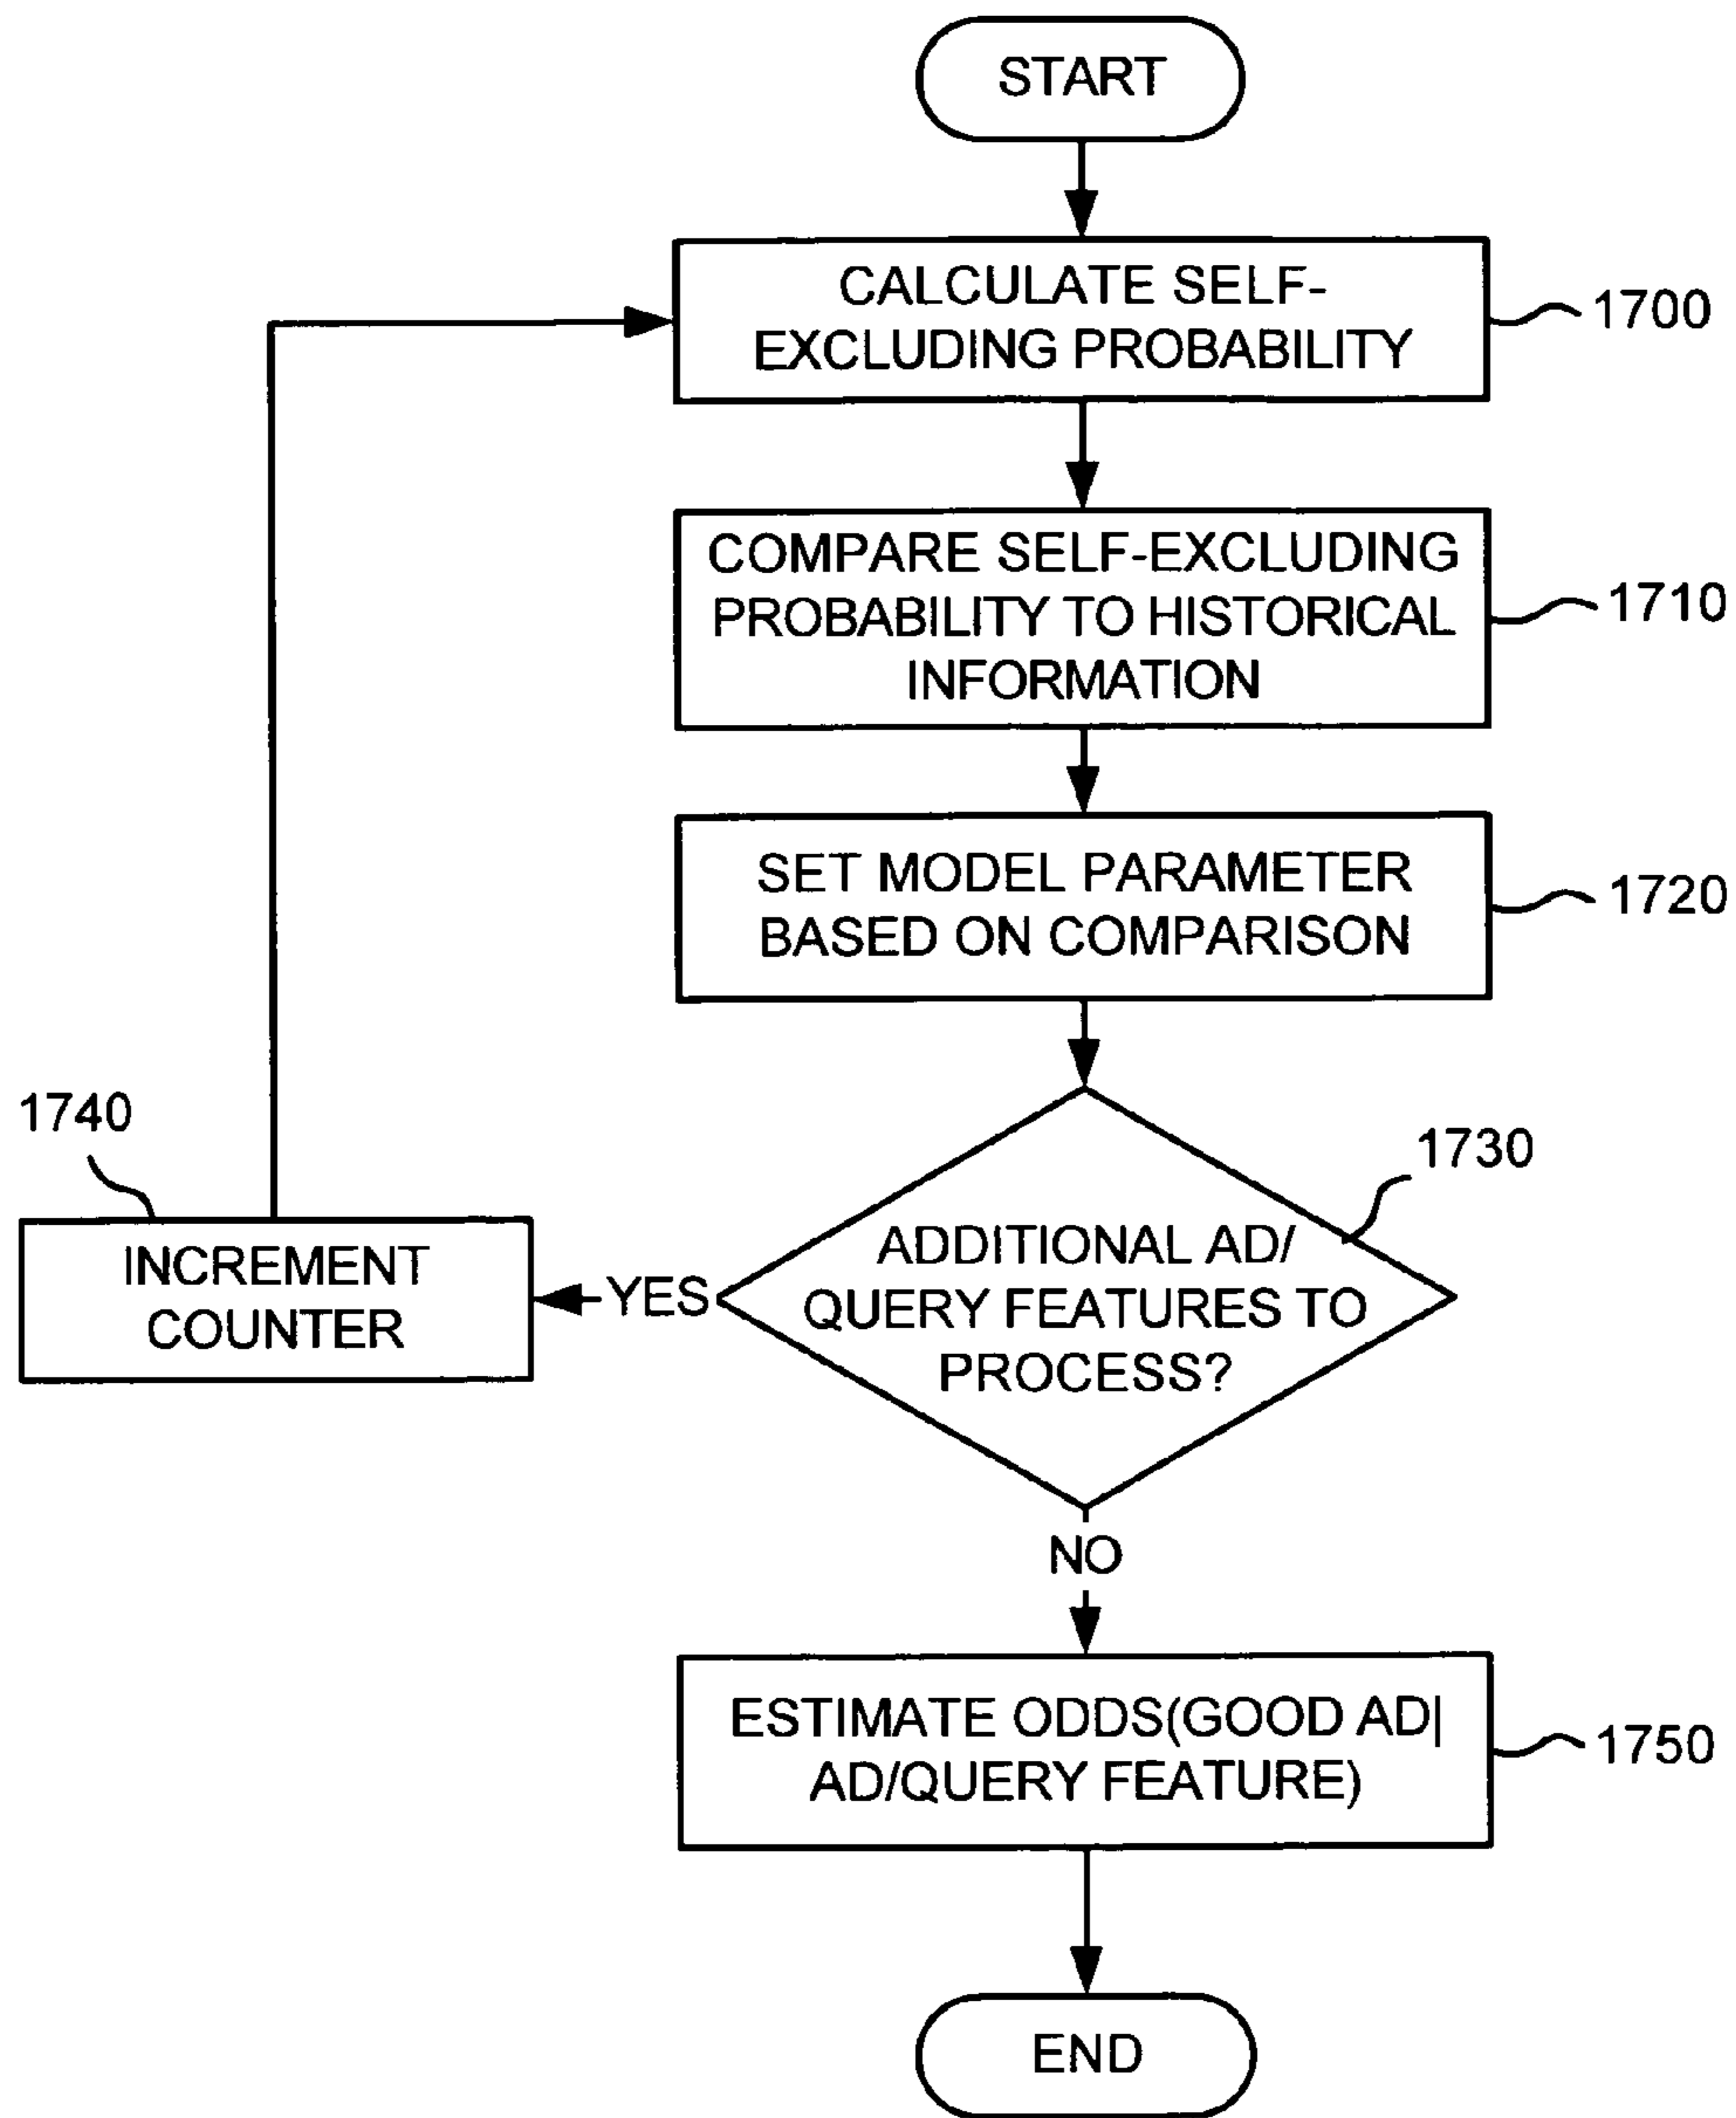 START
CALCULATE SELF-
EXCLUDING PROBABILITY
1700
COMPARE SELF-EXCLUDING
PROBABILITY TO HISTORICAL
INFORMATION
1710
SET MODEL PARAMETER
BASED ON COMPARISON
1720
1740
1730
INCREMENT
COUNTER
YES
ADDITIONAL AD/
QUERY FEATURES TO
PROCESS?
NO
ESTIMATE ODDS(GOOD AD|
AD/QUERY FEATURE)
1750
END